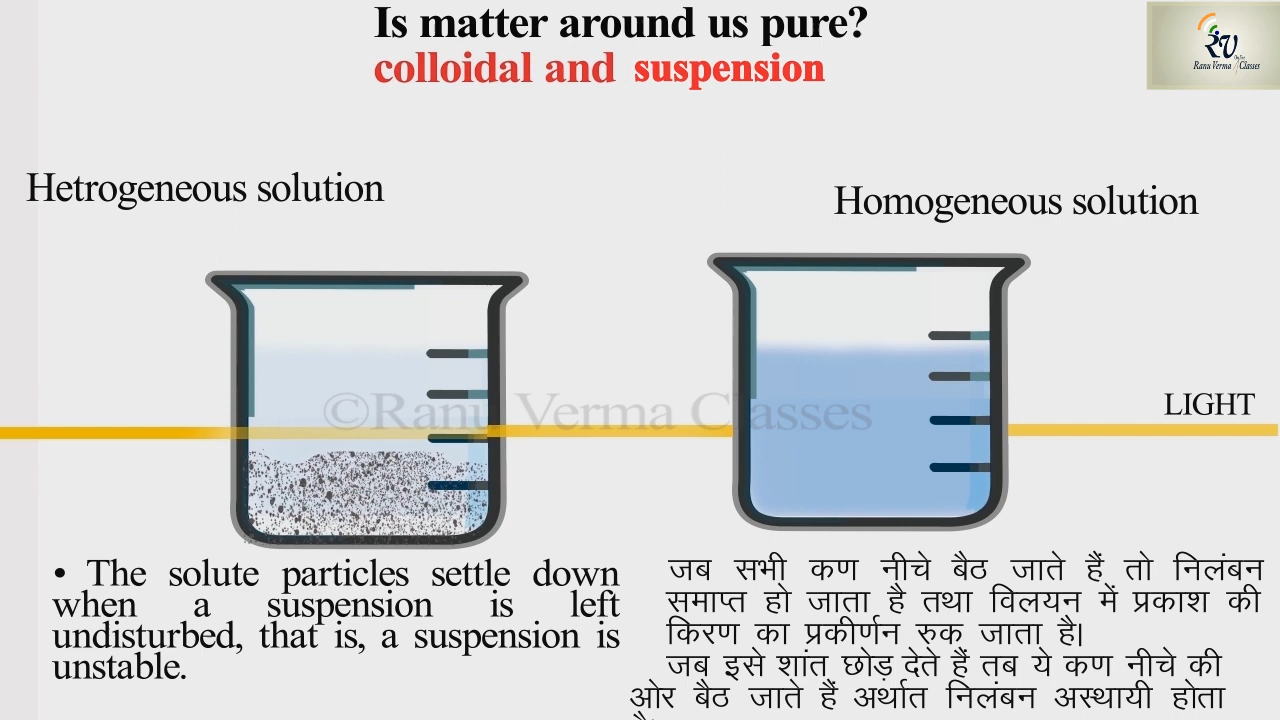 Is matter around us pure?
colloidal and suspension
RV
Ranu Verma Classes
Hetrogeneous solution
Homogeneous solution
©Ranu Verma Classes
LIGHT
• The solute particles settle down
when a suspension is left
undisturbed, that is, a suspension is
unstable.
जब सभी कण नीचे बैठ जाते हैं तो निलंबन
समाप्त हो जाता है तथा विलयन में प्रकाश की
किरण का प्रकीर्णन रुक जाता है।
जब इसे शांत छोड़ देते हैं तब ये कण नीचे की
ओर बैठ जाते हैं अर्थात निलंबन अस्थायी होता